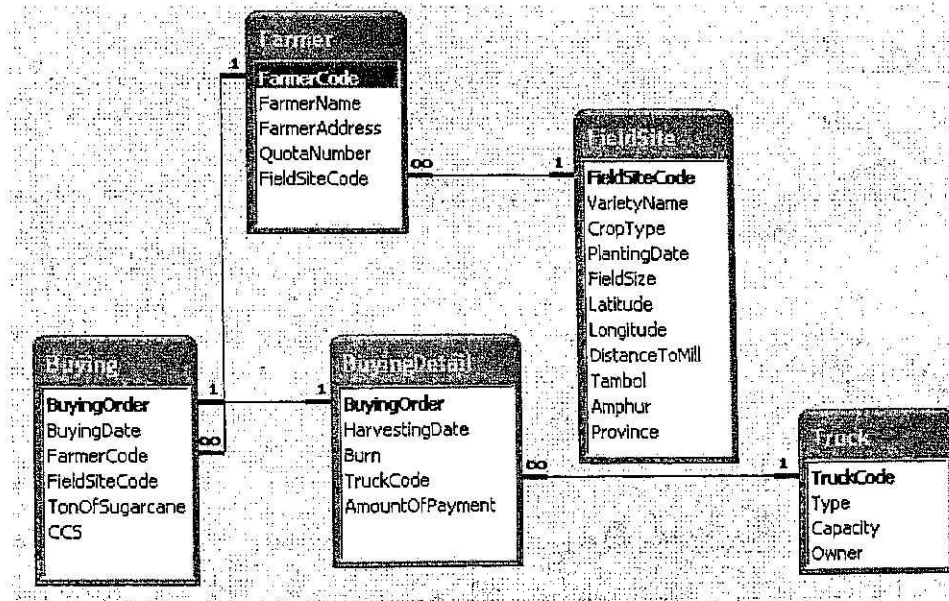 Farmer
1
FarmerCode
FarmerName
FarmerAddress
QuotaNumber
FieldSiteCode
∞
1
FieldSite
FieldSiteCode
VarietyName
CropType
PlantingDate
FieldSize
Latitude
Longitude
DistanceToMill
Tambol
Amphur
Province
Buying
BuyingOrder
BuyingDate
FarmerCode
FieldSiteCode
TonOfSugarcane
CCS
1
∞
1
BuyingDetail
BuyingOrder
HarvestingDate
Burn
TruckCode
AmountOfPayment
∞
1
Truck
TruckCode
Type
Capacity
Owner